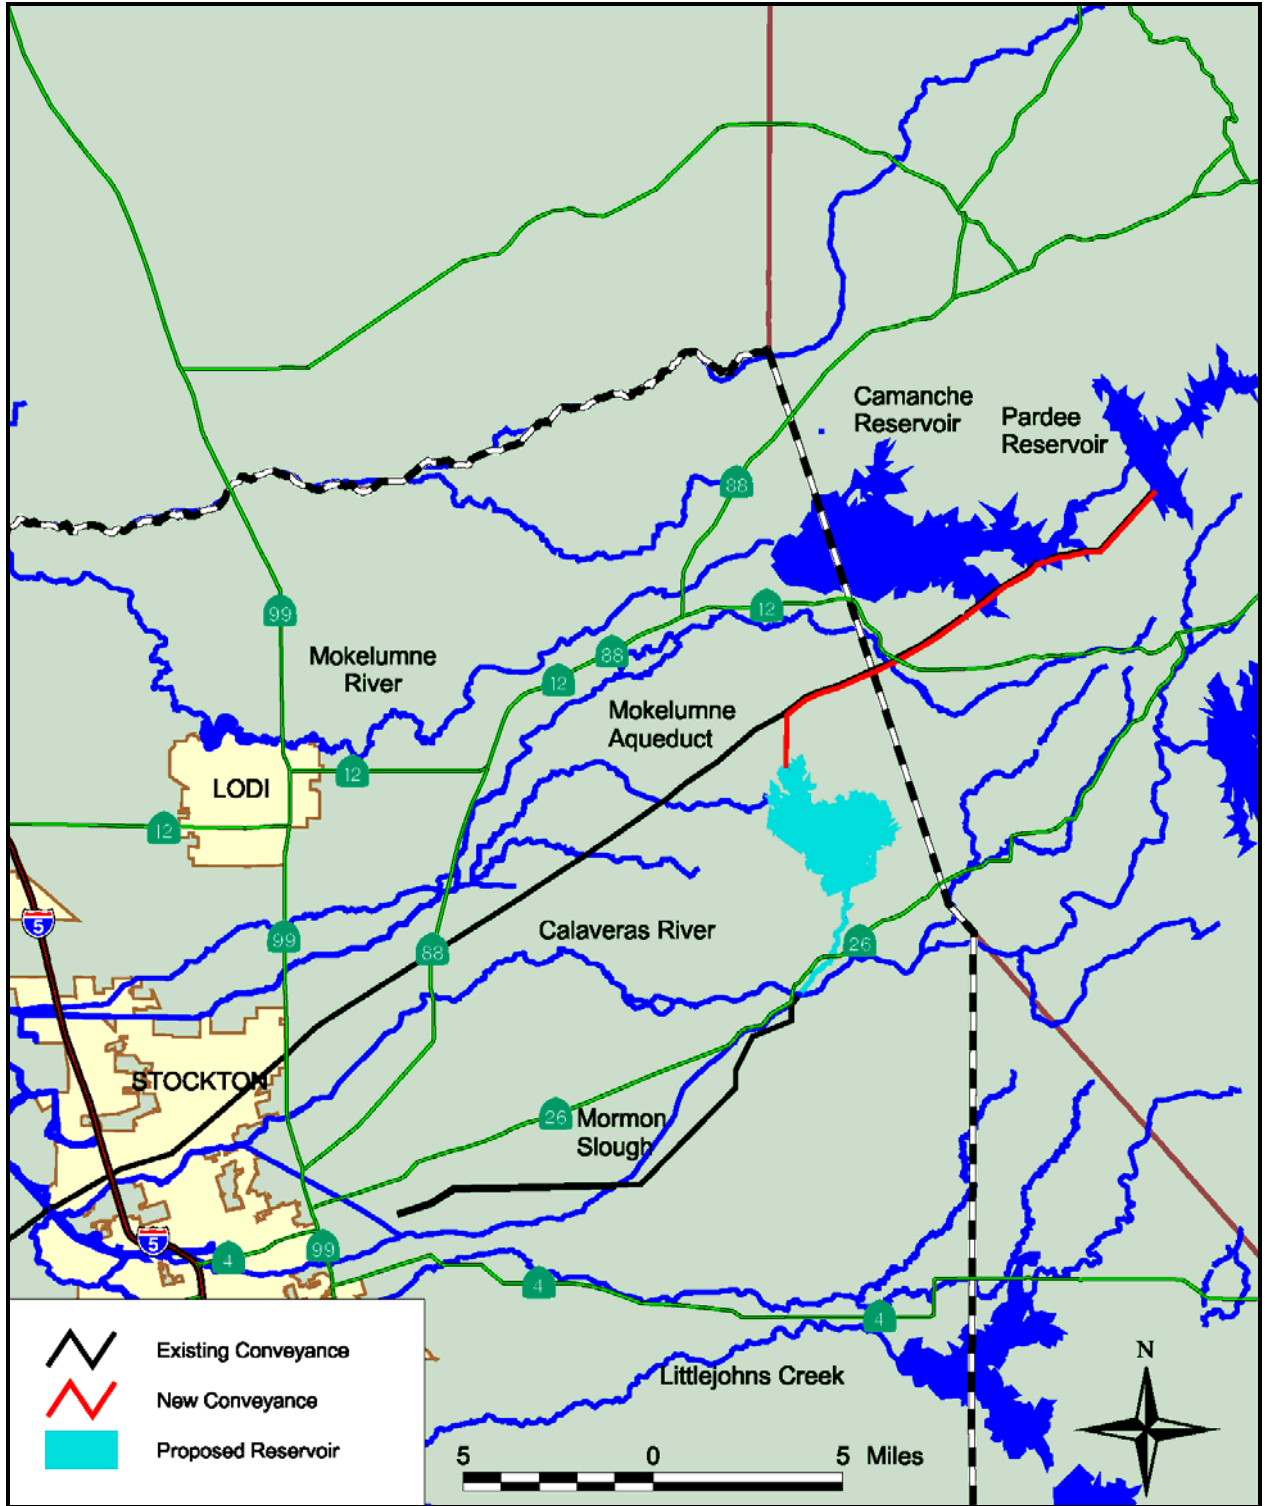 Camanche
Reservoir
Pardee
Reservoir
88
99
12
Mokelumne
River
88
12
Mokelumne
Aqueduct
12
LODI
12
5
99
88
Calaveras River
26
STOCKTON
26
Mormon
Slough
5
4
99
4
4
Littlejohns Creek
Existing Conveyance
New Conveyance
Proposed Reservoir
N
5 0 5 Miles